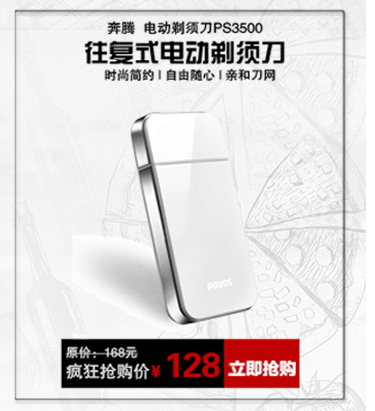 奔腾 电动剃须刀PS3500
往复式电动剃须刀
时尚简约 | 自由随心 | 亲和刀网
POVOS
原价：168元
疯狂抢购价¥128 立即抢购